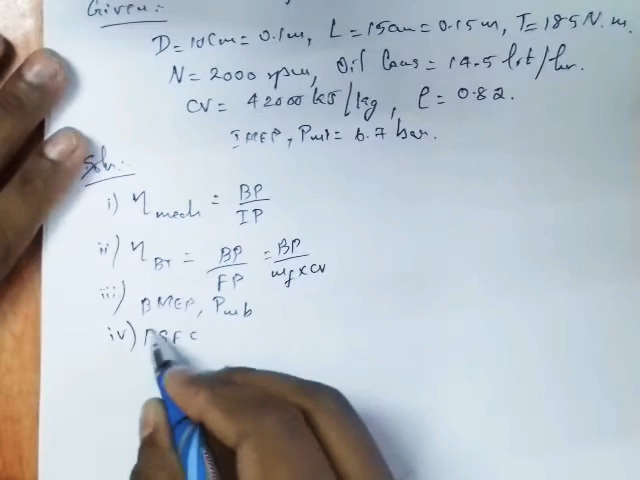 Given:-
D = 10cm = 0.1m, L = 15cm = 0.15m, T = 185 N.m.
N = 2000 rpm, Oil Cons = 14.5 lit/hr.
CV = 42000 kJ/kg, ρ = 0.82.
IMEP, Pmi = 6.7 bar.
Soln:-
i) η mech = BP/IP
ii) η BT = BP/FP = BP/mf×CV
iii) BMEP, Pmb
iv) BSFC